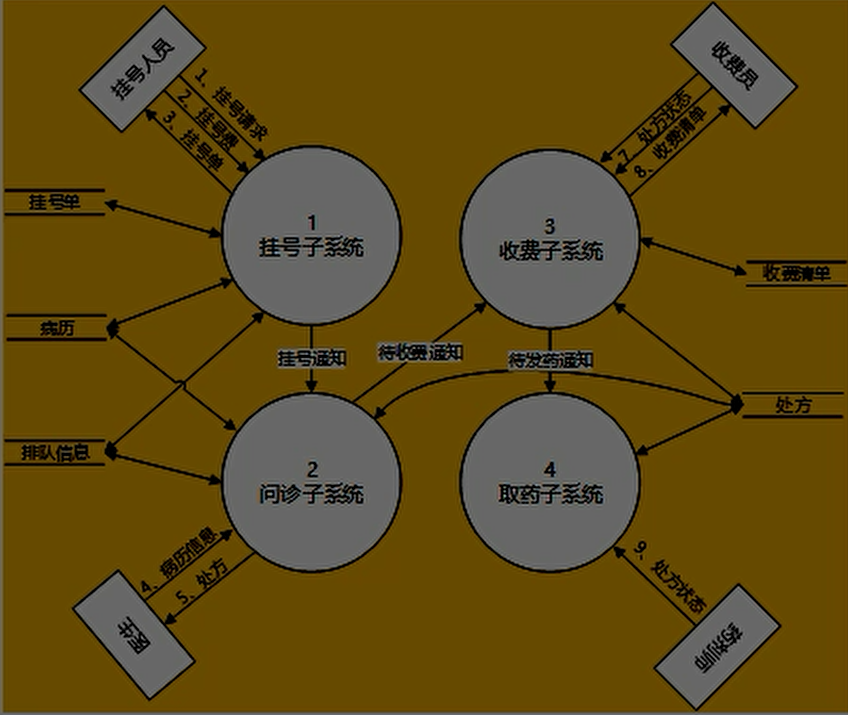 挂号人员
1、挂号请求
2、挂号费
3、挂号单
收费员
7、处方状态
8、收费清单
挂号单
1
挂号子系统
3
收费子系统
收费清单
病历
挂号通知
待收费通知
待发药通知
处方
排队信息
2
问诊子系统
4
取药子系统
4、病历信息
5、处方
医生
9、处方状态
药剂师